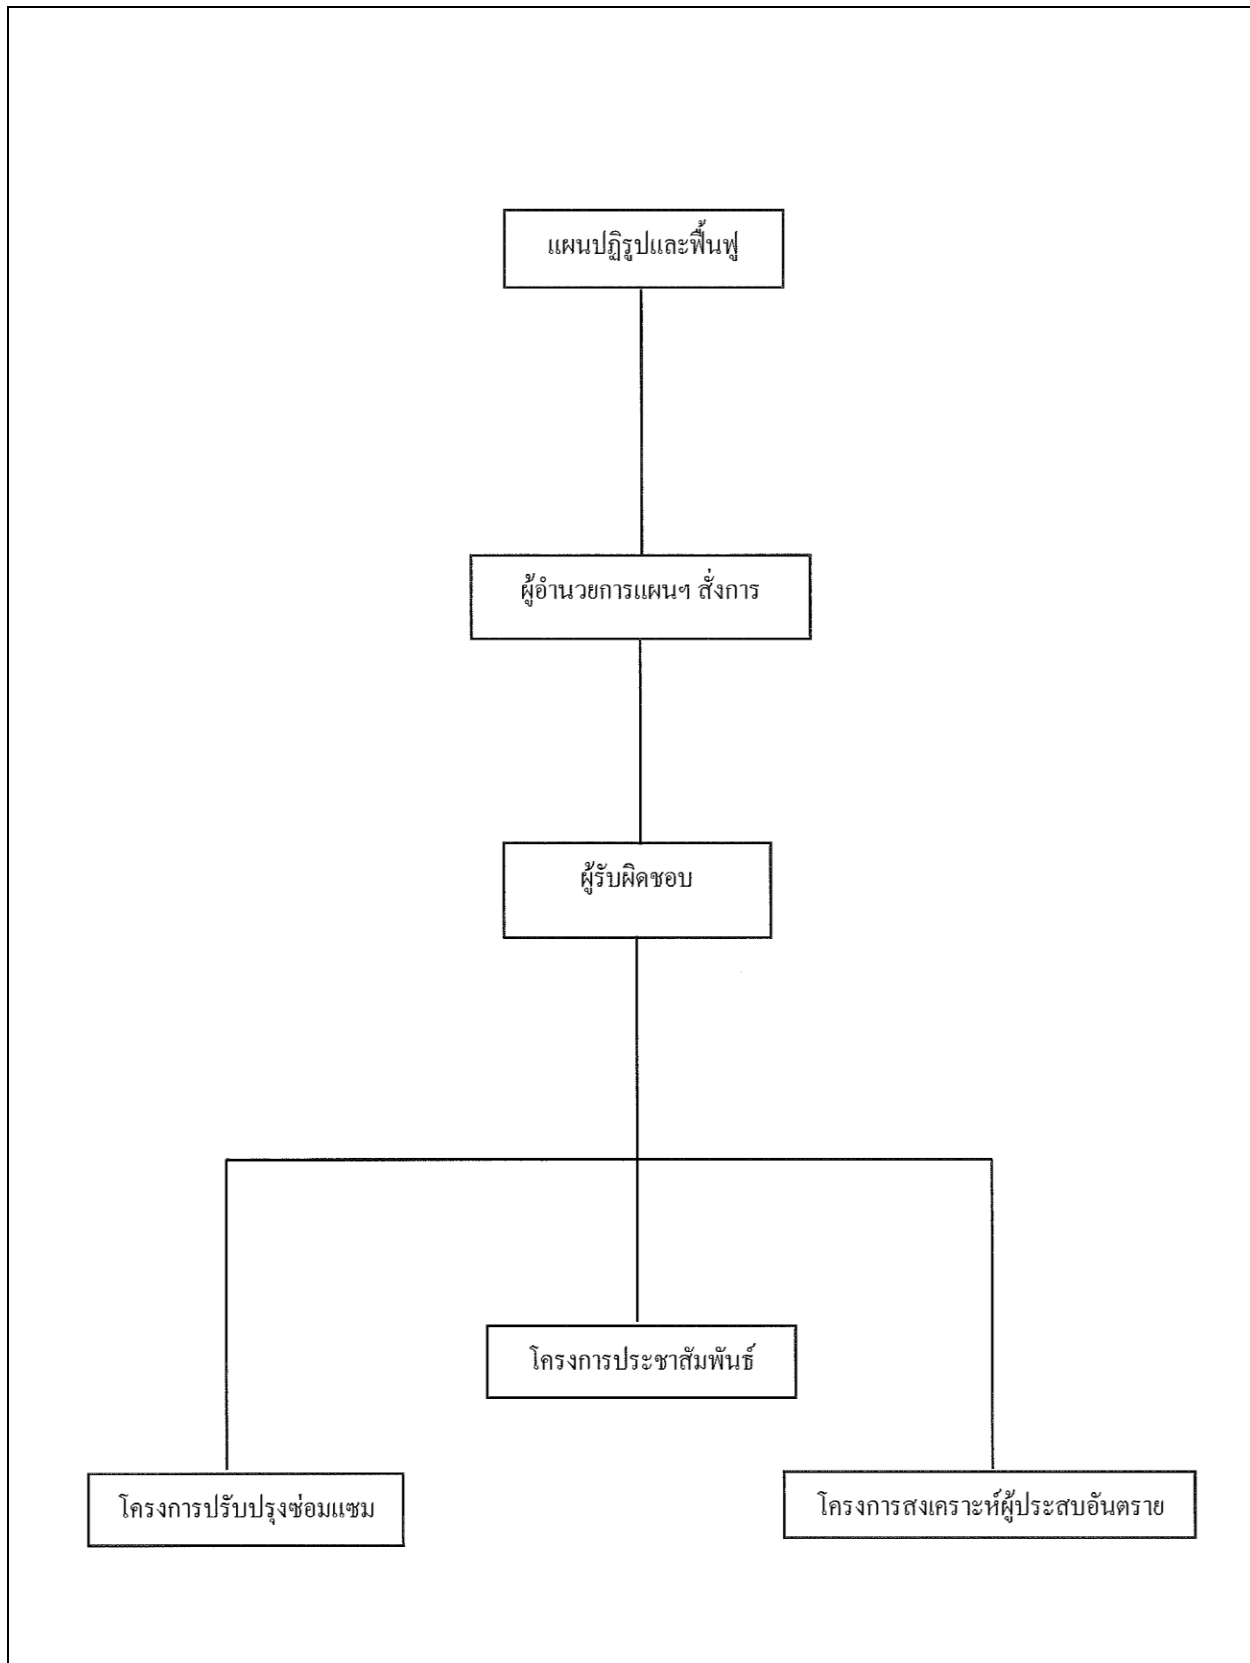 แผนปฏิรูปและฟื้นฟู
ผู้อำนวยการแผนฯ สั่งการ
ผู้รับผิดชอบ
โครงการประชาสัมพันธ์
โครงการปรับปรุงซ่อมแซม
โครงการสงเคราะห์ผู้ประสบอันตราย